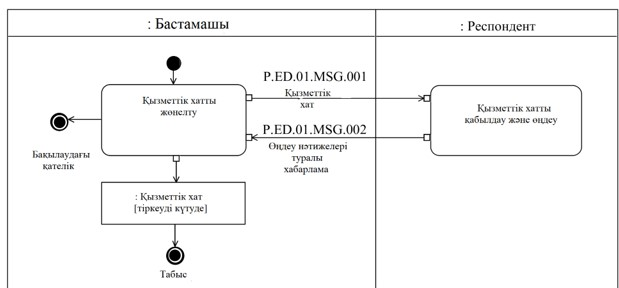 : Бастамашы
: Респондент
P.ED.01.MSG.001
Қызметтік хатты
жөнелту
Қызметтік
хат
Қызметтік хатты
қабылдау және өңдеу
P.ED.01.MSG.002
Өңдеу нәтижелері
туралы
хабарлама
Бақылаудағы
қателік
: Қызметтік хат
[тіркеуді күтуде]
Табыс